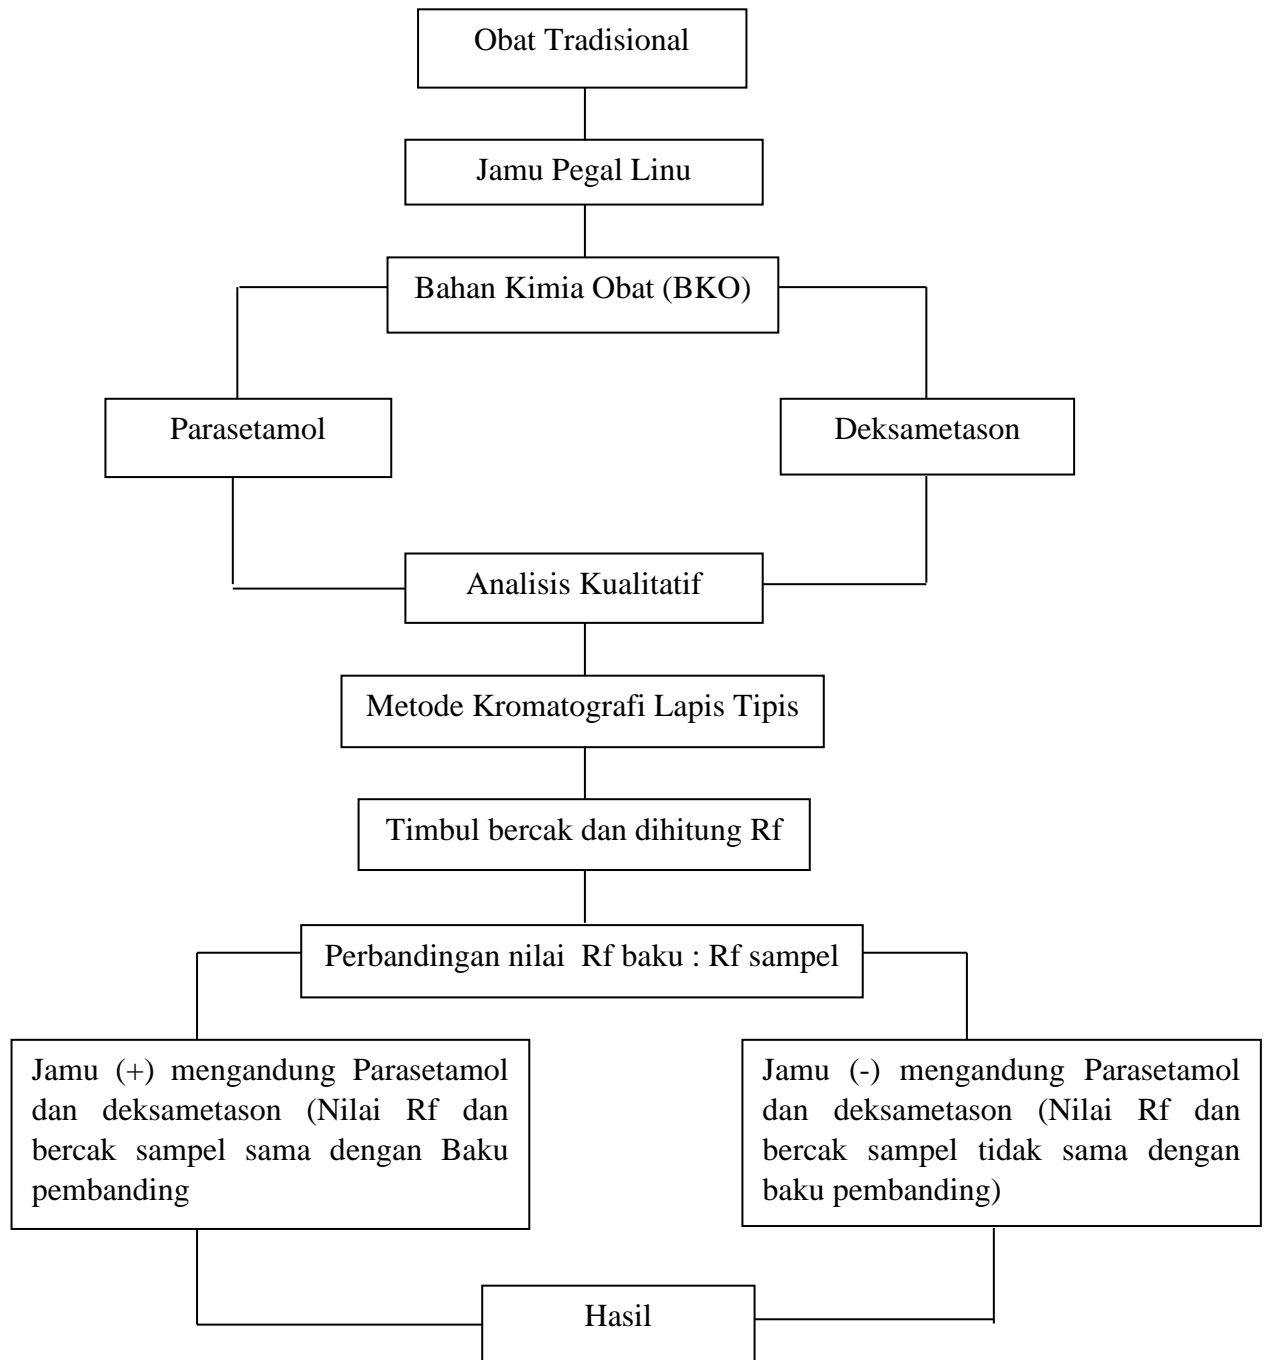 Obat Tradisional
Jamu Pegal Linu
Bahan Kimia Obat (BKO)
Parasetamol
Deksametason
Analisis Kualitatif
Metode Kromatografi Lapis Tipis
Timbul bercak dan dihitung Rf
Perbandingan nilai Rf baku : Rf sampel
Jamu (+) mengandung Parasetamol
dan deksametason (Nilai Rf dan
bercak sampel sama dengan Baku
pembanding
Jamu (-) mengandung Parasetamol
dan deksametason (Nilai Rf dan
bercak sampel tidak sama dengan
baku pembanding)
Hasil